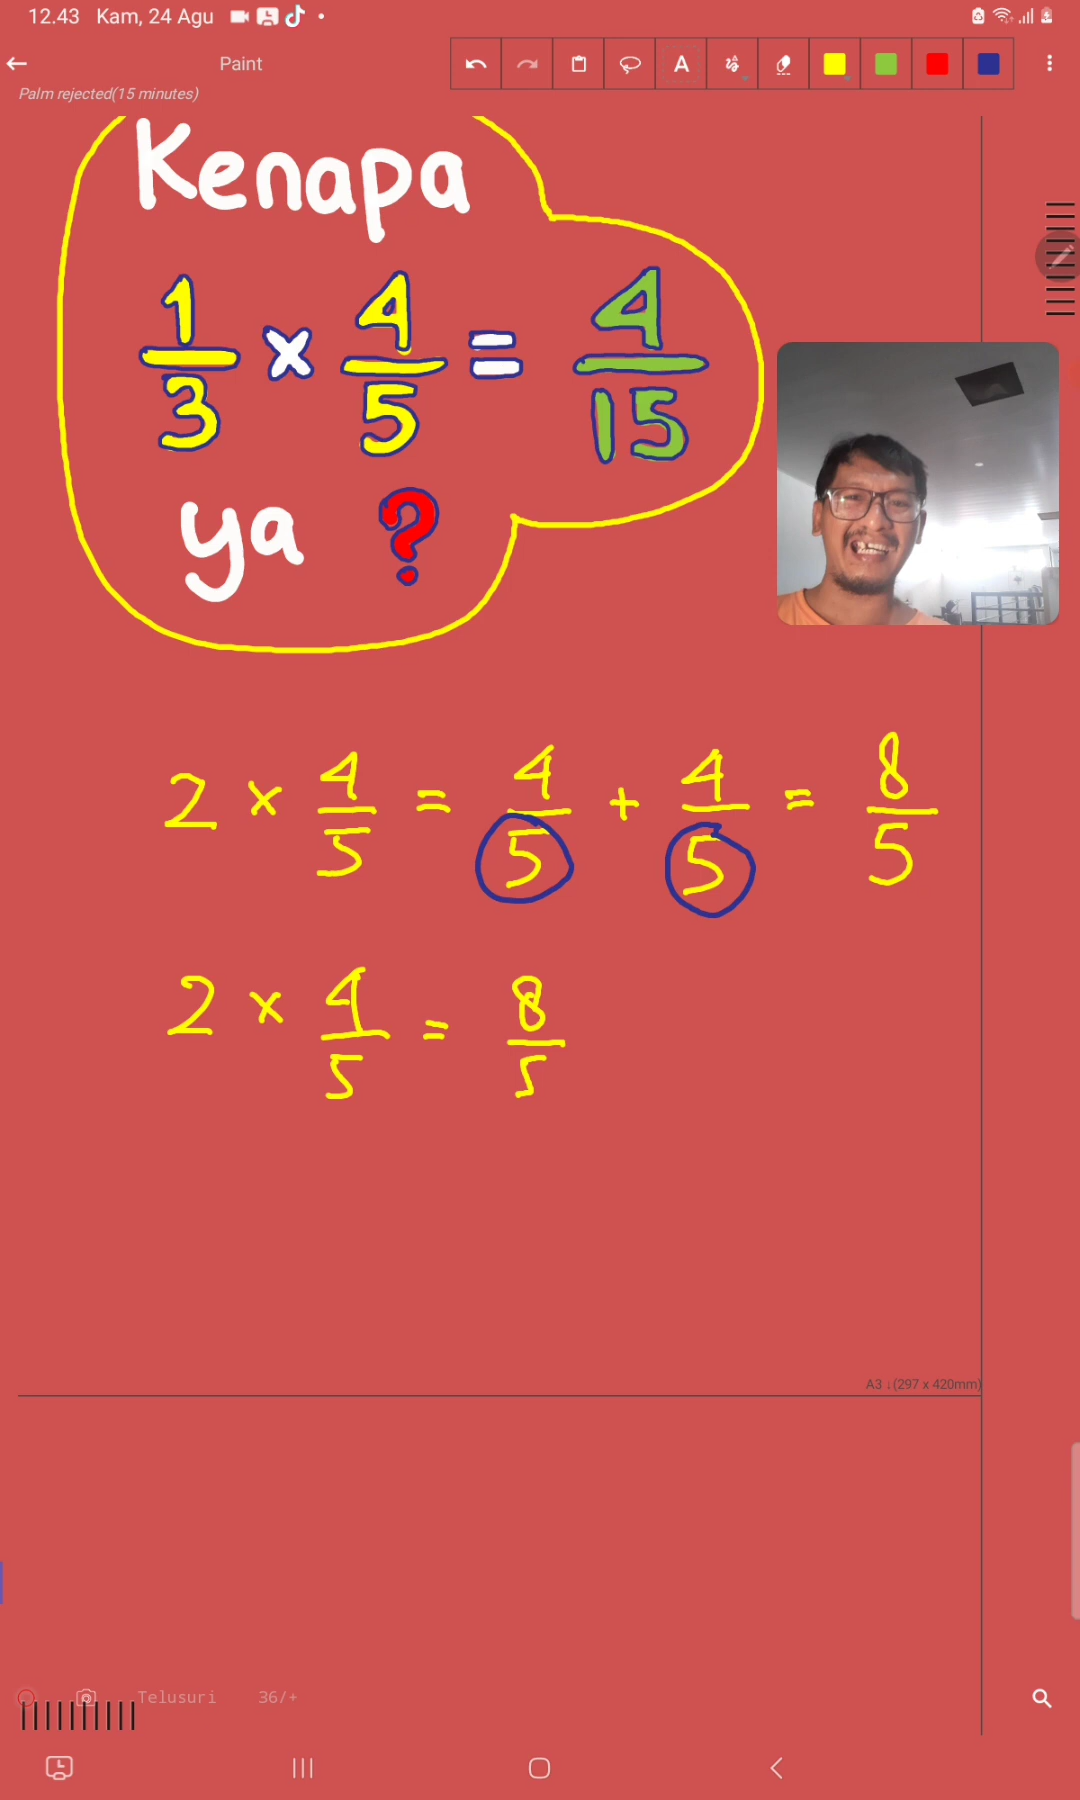 12.43 Kam, 24 Agu
Paint
A
Palm rejected(15 minutes)
Kenapa
1/3 × 4/5 = 4/15
ya ?
2 × 4/5 = 4/5 + 4/5 = 8/5
2 × 4/5 = 8/5
A3 ↓(297 x 420mm)
Telusuri 36/+